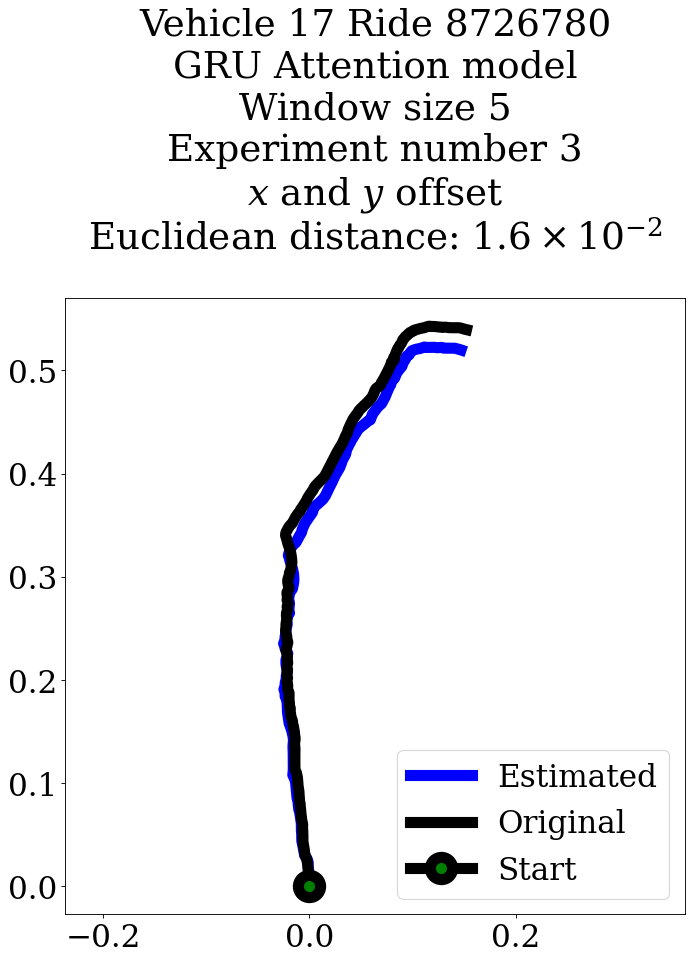 Vehicle 17 Ride 8726780
GRU Attention model
Window size 5
Experiment number 3
x and y offset
Euclidean distance: 1.6 × 10⁻²
0.5
0.4
0.3
0.2
0.1
0.0
Estimated
Original
Start
−0.2 0.0 0.2